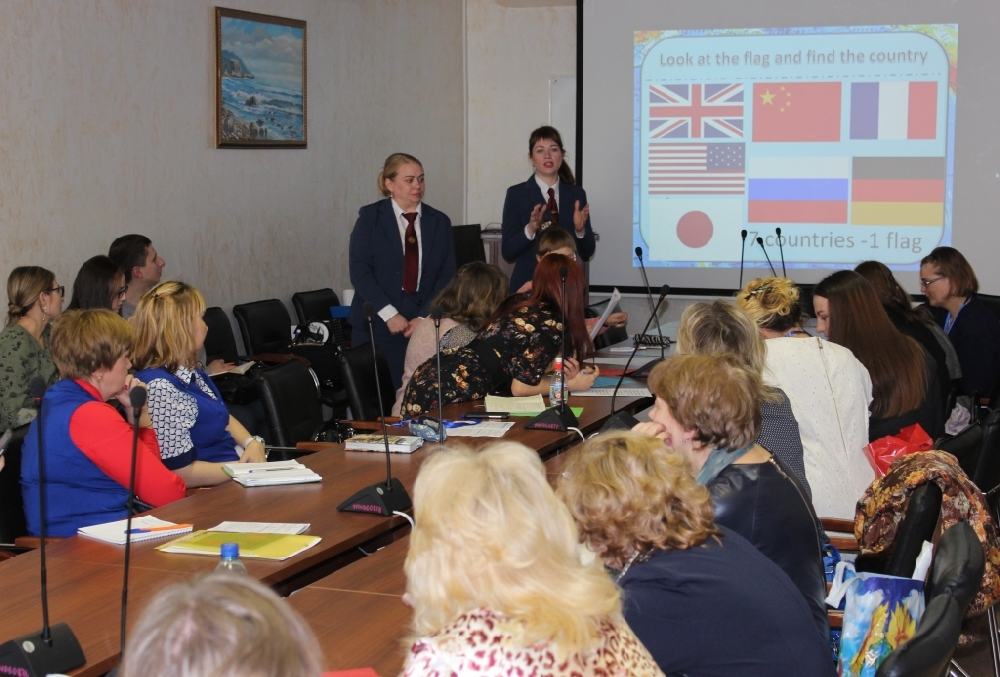 Look at the flag and find the country
7 countries -1 flag